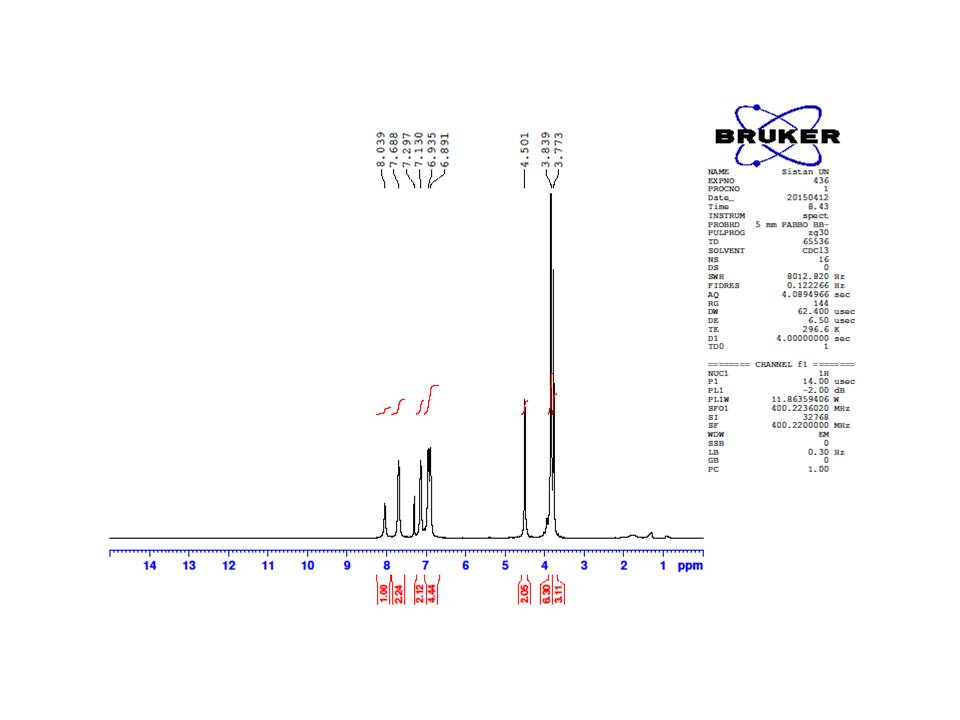 8.039
7.688
7.297
7.130
6.935
6.891
4.501
3.839
3.773
BRUKER
NAME Sistan UN
EXPNO 436
PROCNO 1
Date_ 20150412
Time 8.43
INSTRUM spect
PROBHD 5 mm PABBO BB-
PULPROG zg30
TD 65536
SOLVENT CDCl3
NS 16
DS 0
SWH 8012.820 Hz
FIDRES 0.122266 Hz
AQ 4.0894966 sec
RG 144
DW 62.400 usec
DE 6.50 usec
TE 296.6 K
D1 4.00000000 sec
TD0 1
======== CHANNEL f1 ========
NUC1 1H
P1 14.00 usec
PL1 -2.00 dB
PL1W 11.86359406 W
SFO1 400.2236020 MHz
SI 32768
SF 400.2200000 MHz
WDW EM
SSB 0
LB 0.30 Hz
GB 0
PC 1.00
14 13 12 11 10 9 8 7 6 5 4 3 2 1 ppm
1.00
2.24
2.12
4.44
2.05
6.30
3.11